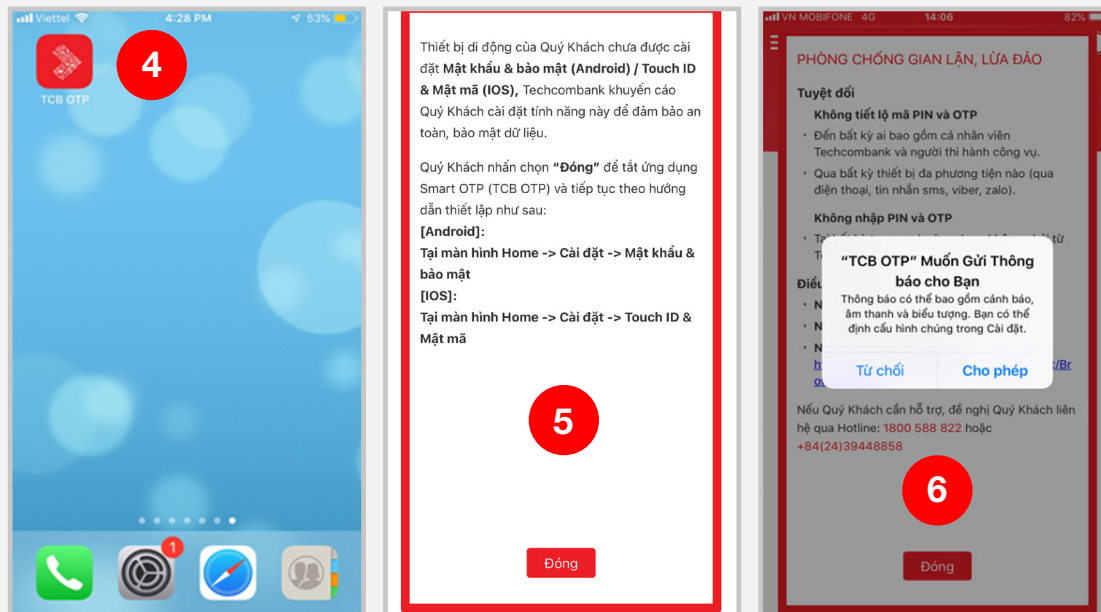 Viettel 4:28 PM 53%
TCB OTP
4
1
Thiết bị di động của Quý Khách chưa được cài
đặt Mật khẩu & bảo mật (Android) / Touch ID
& Mật mã (IOS), Techcombank khuyến cáo
Quý Khách cài đặt tính năng này để đảm bảo an
toàn, bảo mật dữ liệu.
Quý Khách nhấn chọn “Đóng” để tắt ứng dụng
Smart OTP (TCB OTP) và tiếp tục theo hướng
dẫn thiết lập như sau:
[Android]:
Tại màn hình Home -> Cài đặt -> Mật khẩu &
bảo mật
[IOS]:
Tại màn hình Home -> Cài đặt -> Touch ID &
Mật mã
5
Đóng
VN MOBIFONE 4G 14:06 82%
PHÒNG CHỐNG GIAN LẬN, LỪA ĐẢO
Tuyệt đối
Không tiết lộ mã PIN và OTP
• Đến bất kỳ ai bao gồm cả nhân viên
Techcombank và người thi hành công vụ.
• Qua bất kỳ thiết bị đa phương tiện nào (qua
điện thoại, tin nhắn sms, viber, zalo).
Không nhập PIN và OTP
từ
“TCB OTP” Muốn Gửi Thông
báo cho Bạn
Thông báo có thể bao gồm cảnh báo,
âm thanh và biểu tượng. Bạn có thể
định cấu hình chúng trong Cài đặt.
Từ chối Cho phép
/Br
Nếu Quý Khách cần hỗ trợ, đề nghị Quý Khách liên
hệ qua Hotline: 1800 588 822 hoặc
+84(24)39448858
6
Đóng